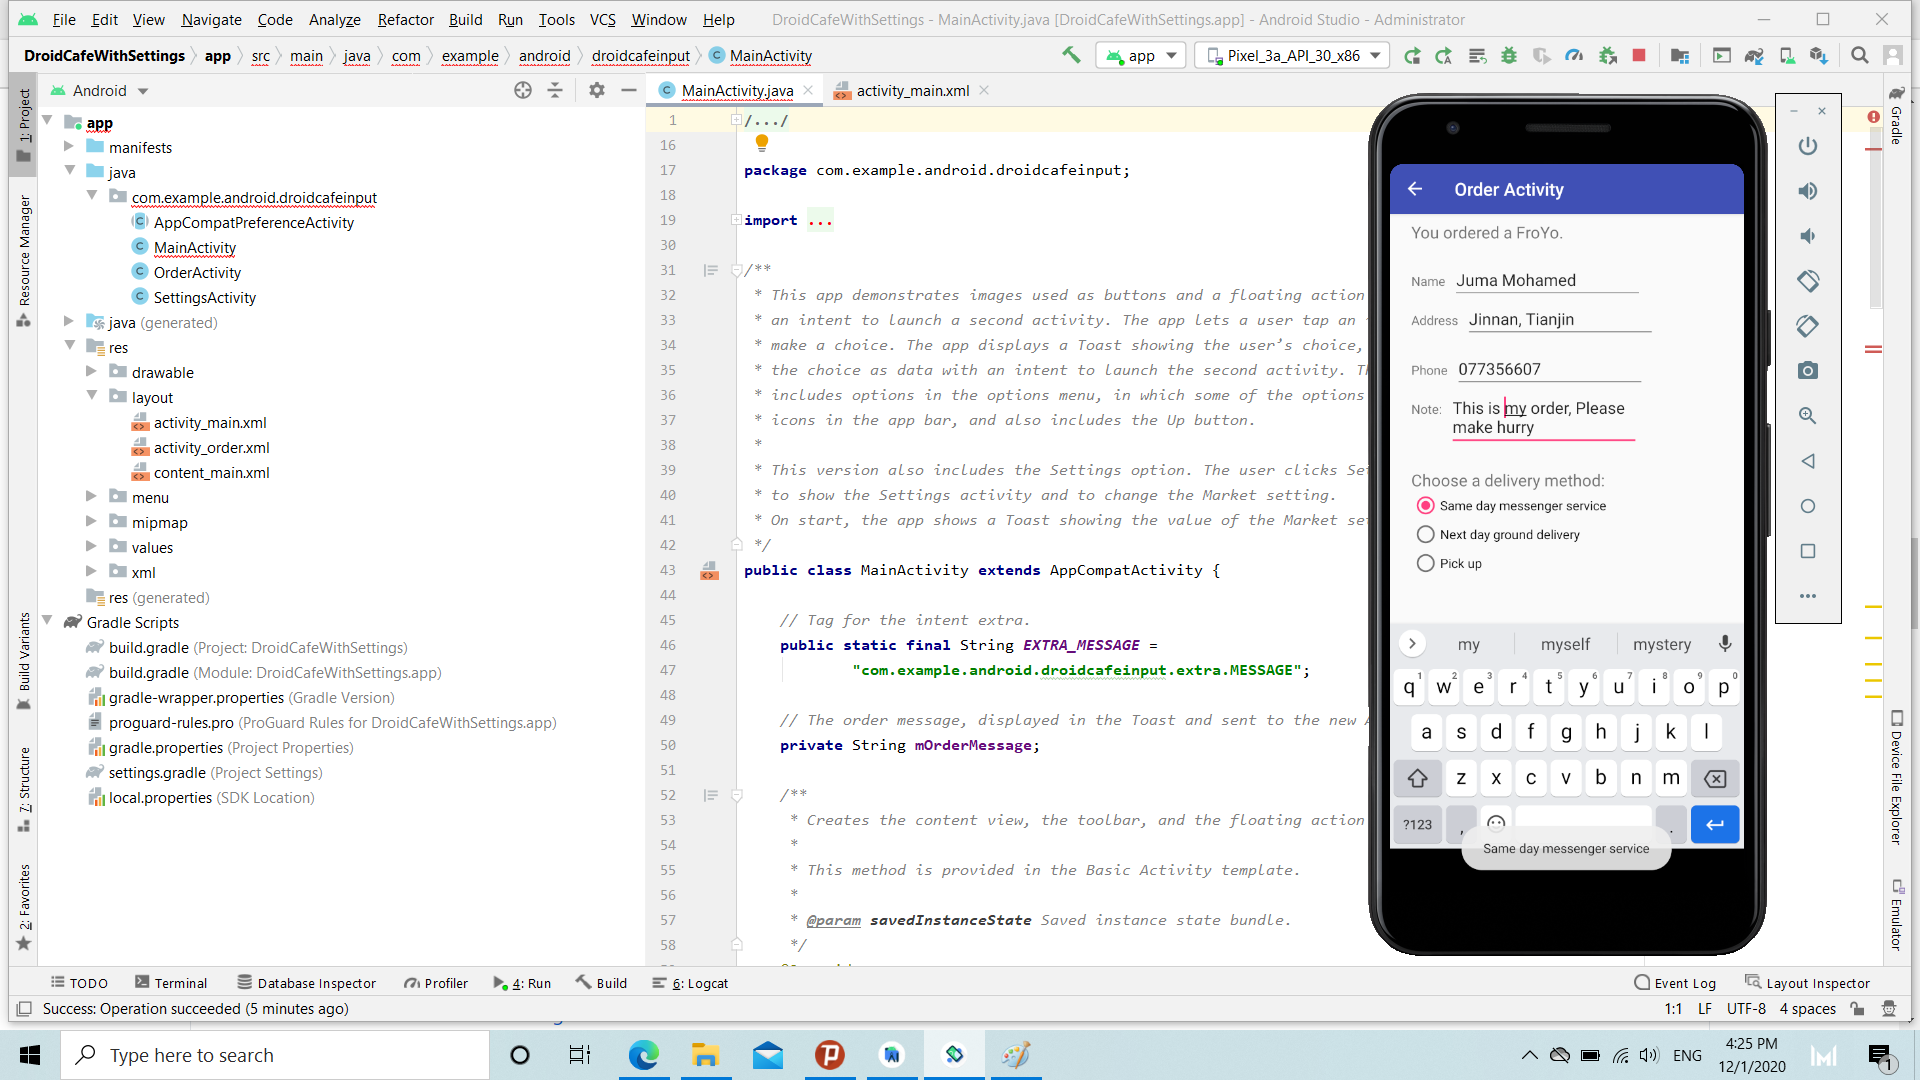 File Edit View Navigate Code Analyze Refactor Build Run Tools VCS Window Help DroidCafeWithSettings - MainActivity.java [DroidCafeWithSettings.app] - Android Studio - Administrator
DroidCafeWithSettings app src main java com example android droidcafeinput MainActivity app Pixel_3a_API_30_x86
Android
MainActivity.java activity_main.xml
1: Project
Resource Manager
Build Variants
7: Structure
2: Favorites
app
manifests
java
com.example.android.droidcafeinput
AppCompatPreferenceActivity
MainActivity
OrderActivity
SettingsActivity
java (generated)
res
drawable
layout
activity_main.xml
activity_order.xml
content_main.xml
menu
mipmap
values
xml
res (generated)
Gradle Scripts
build.gradle (Project: DroidCafeWithSettings)
build.gradle (Module: DroidCafeWithSettings.app)
gradle-wrapper.properties (Gradle Version)
proguard-rules.pro (ProGuard Rules for DroidCafeWithSettings.app)
gradle.properties (Project Properties)
settings.gradle (Project Settings)
local.properties (SDK Location)
1 /.../
16
17 package com.example.android.droidcafeinput;
18
19 import ...
30
31 /**
32 * This app demonstrates images used as buttons and a floating action
33 * an intent to launch a second activity. The app lets a user tap an
34 * make a choice. The app displays a Toast showing the user's choice,
35 * the choice as data with an intent to launch the second activity.
36 * includes options in the options menu, in which some of the options
37 * icons in the app bar, and also includes the Up button.
38 *
39 * This version also includes the Settings option. The user clicks Se
40 * to show the Settings activity and to change the Market setting.
41 * On start, the app shows a Toast showing the value of the Market se
42 */
43 public class MainActivity extends AppCompatActivity {
44
45 // Tag for the intent extra.
46 public static final String EXTRA_MESSAGE =
47 "com.example.android.droidcafeinput.extra.MESSAGE";
48
49 // The order message, displayed in the Toast and sent to the new A
50 private String mOrderMessage;
51
52 /**
53 * Creates the content view, the toolbar, and the floating action
54 *
55 * This method is provided in the Basic Activity template.
56 *
57 * @param savedInstanceState Saved instance state bundle.
58 */
Order Activity
You ordered a FroYo.
Name Juma Mohamed
Address Jinnan, Tianjin
Phone 077356607
Note: This is my order, Please
make hurry
Choose a delivery method:
Same day messenger service
Next day ground delivery
Pick up
my myself mystery
q1 w2 e3 r4 t5 y6 u7 i8 o9 p0
a s d f g h j k l
z x c v b n m
?123 , .
Same day messenger service
Gradle
Device File Explorer
Emulator
TODO Terminal Database Inspector Profiler 4: Run Build 6: Logcat Event Log Layout Inspector
Success: Operation succeeded (5 minutes ago) 1:1 LF UTF-8 4 spaces
Type here to search
ENG
4:25 PM
12/1/2020
1